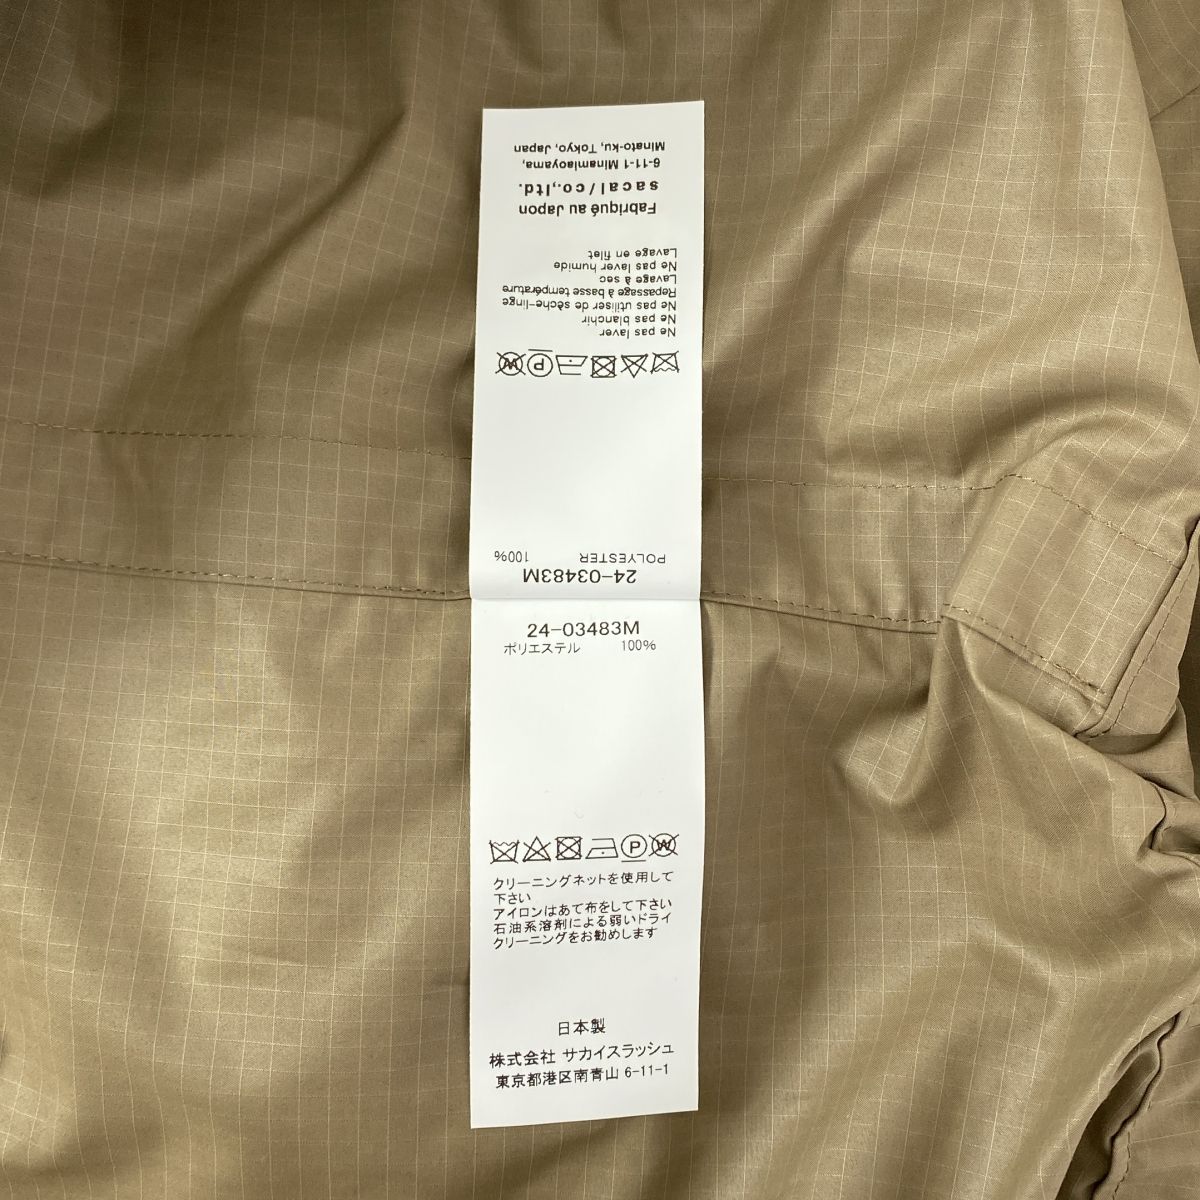 24-03483M
ポリエステル 100%
クリーニングネットを使用して
下さい
アイロンはあて布をして下さい
石油系溶剤による弱いドライ
クリーニングをお勧めします
日本製
株式会社 サカイスラッシュ
東京都港区南青山 6-11-1
24-03483M
POLYESTER 100%
Ne pas laver
Ne pas blanchir
Ne pas utiliser de sèche-linge
Repassage à basse température
Lavage à sec
Ne pas laver humide
Lavage en filet
Fabriqué au Japon
sacai/co.,ltd.
6-11-1 Minamiaoyama,
Minato-ku, Tokyo, Japan